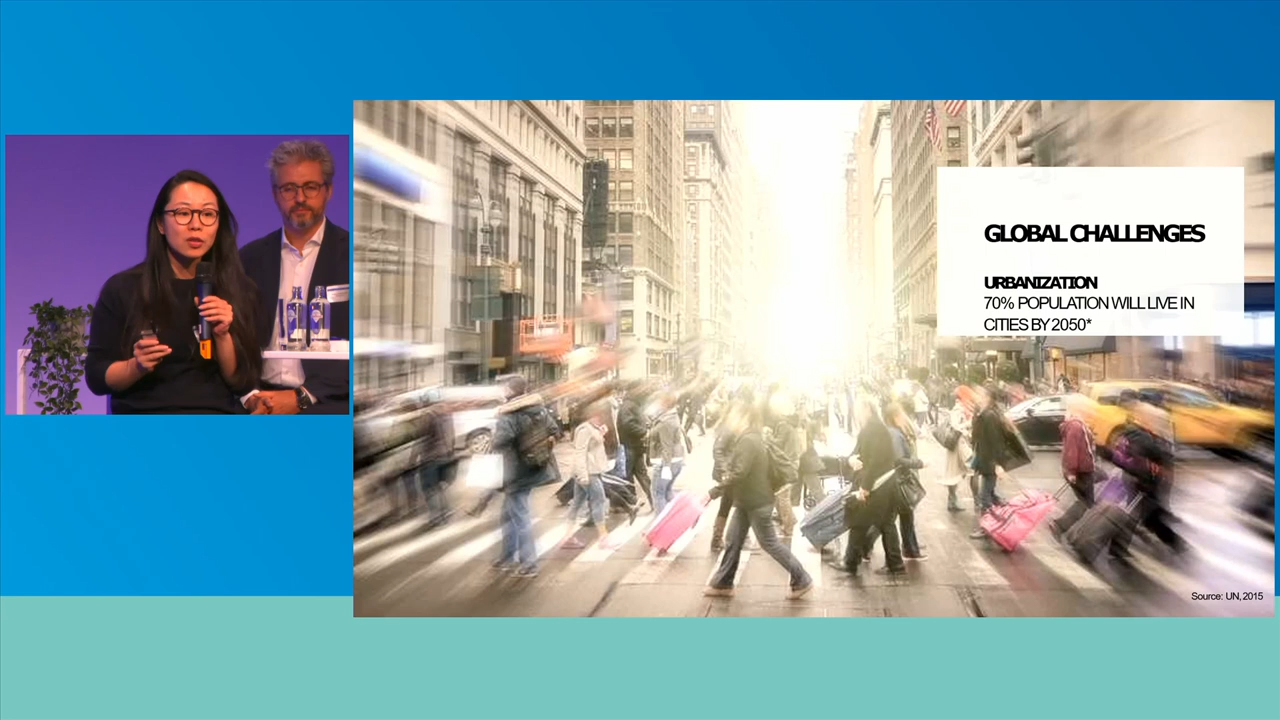 GLOBAL CHALLENGES
URBANIZATION
70% POPULATION WILL LIVE IN
CITIES BY 2050*
Source: UN, 2015